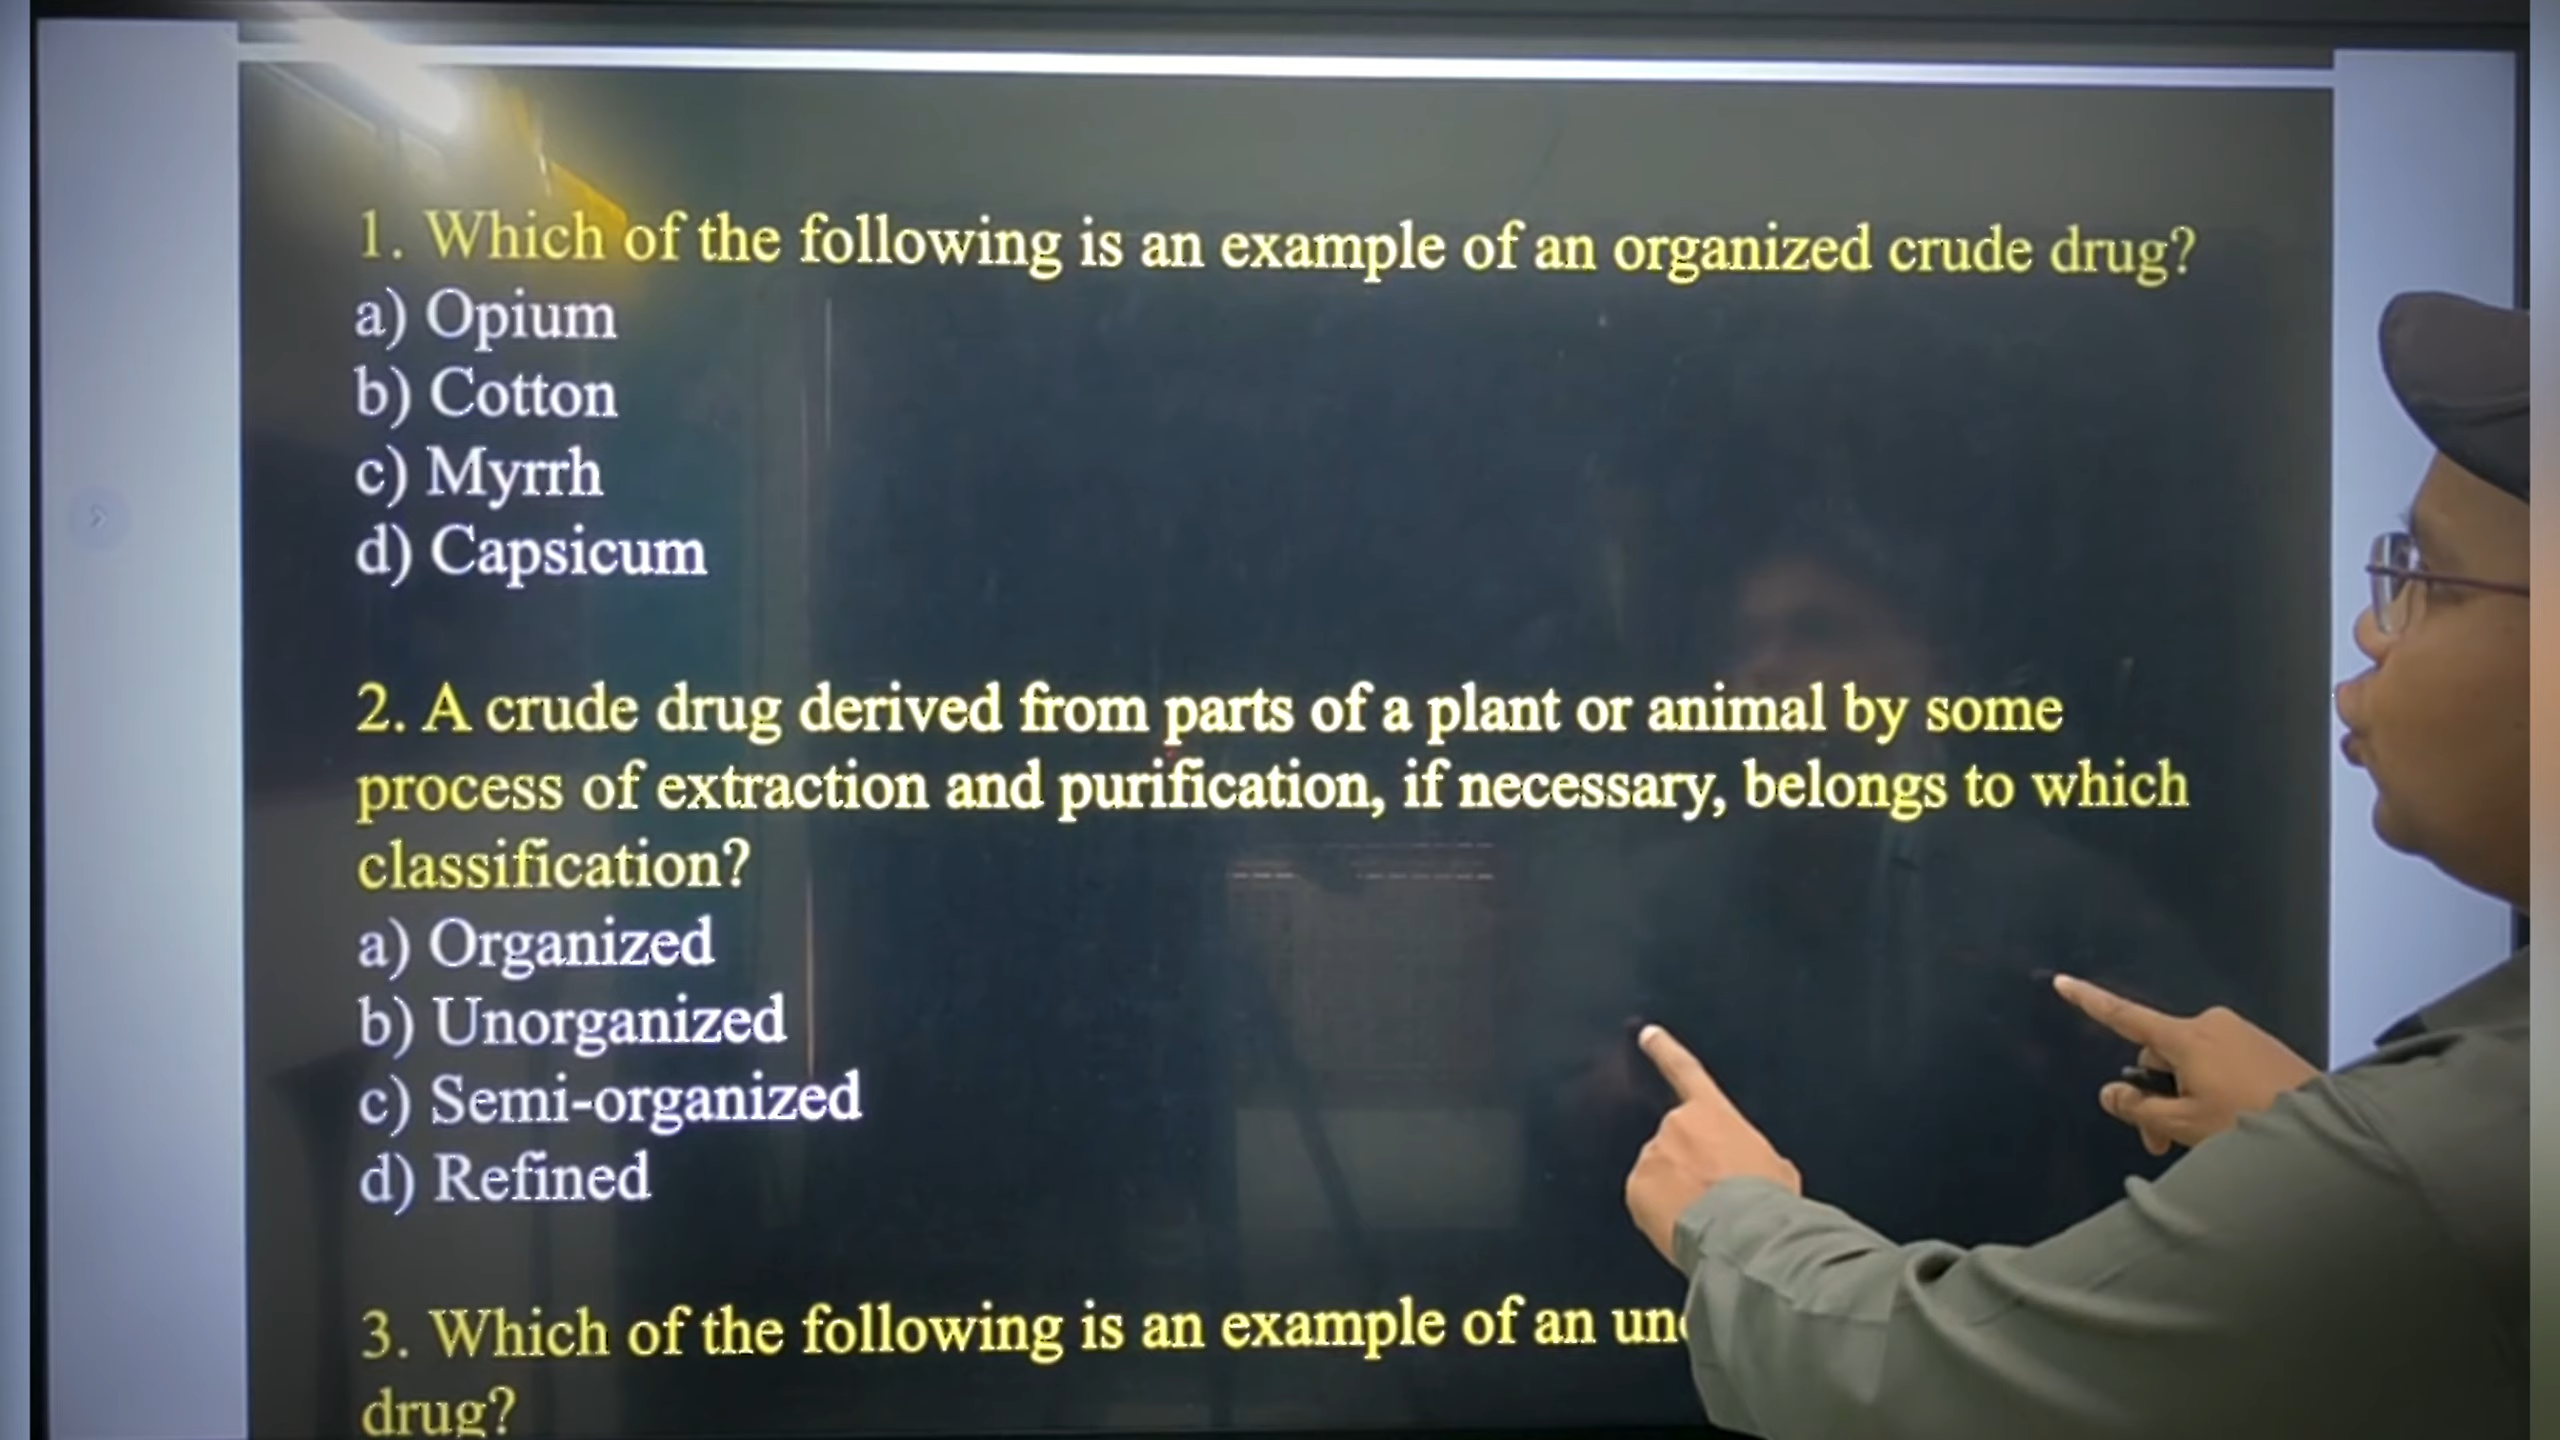 1. Which of the following is an example of an organized crude drug?
a) Opium
b) Cotton
c) Myrrh
d) Capsicum
2. A crude drug derived from parts of a plant or animal by some
process of extraction and purification, if necessary, belongs to which
classification?
a) Organized
b) Unorganized
c) Semi-organized
d) Refined
3. Which of the following is an example of an
drug?